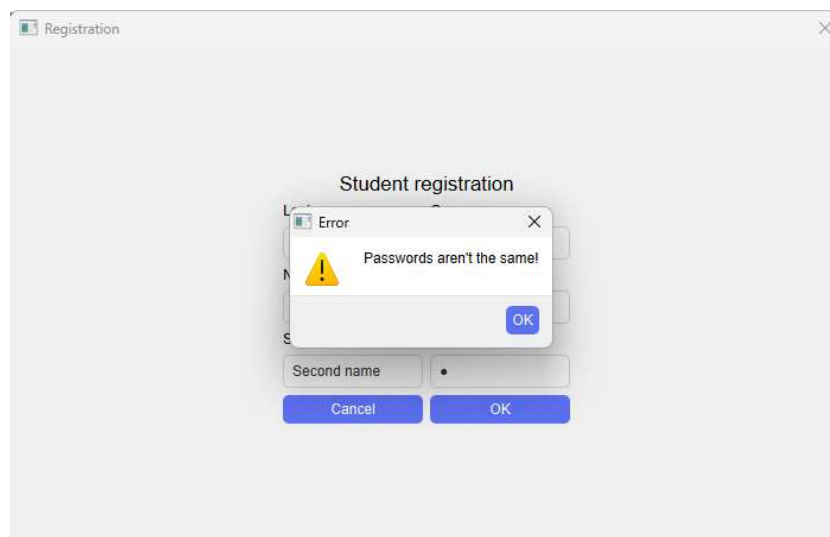 Registration
Student registration
Error
Passwords aren't the same!
OK
Second name
Cancel
OK